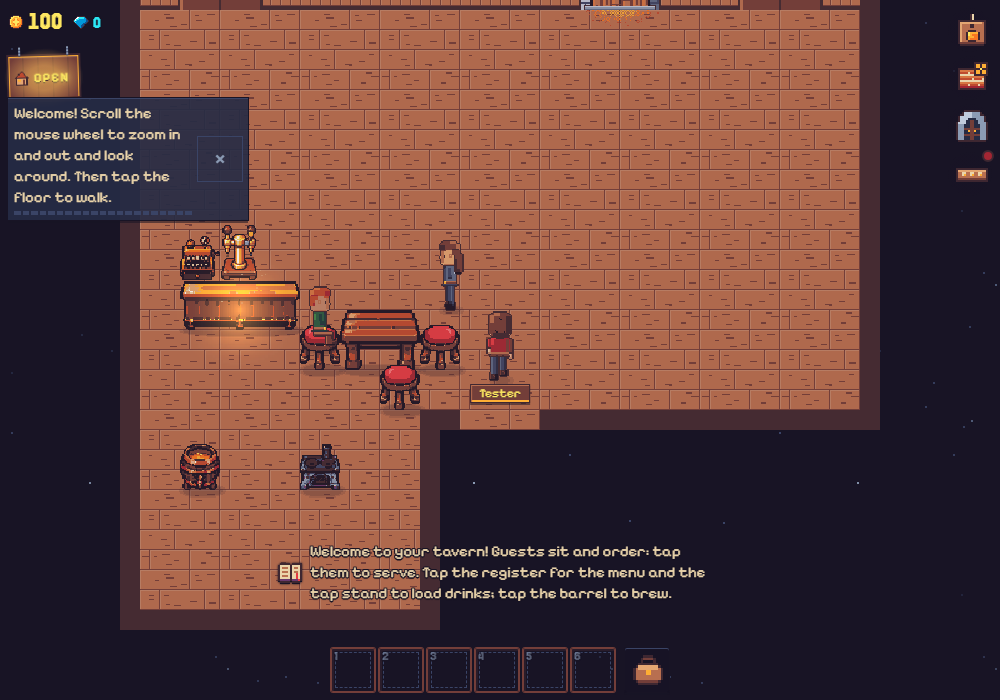 100
0
OPEN
Welcome! Scroll the
mouse wheel to zoom in
and out and look
around. Then tap the
floor to walk.
×
Tester
Welcome to your tavern! Guests sit and order: tap
them to serve. Tap the register for the menu and the
tap stand to load drinks; tap the barrel to brew.
1 2 3 4 5 6